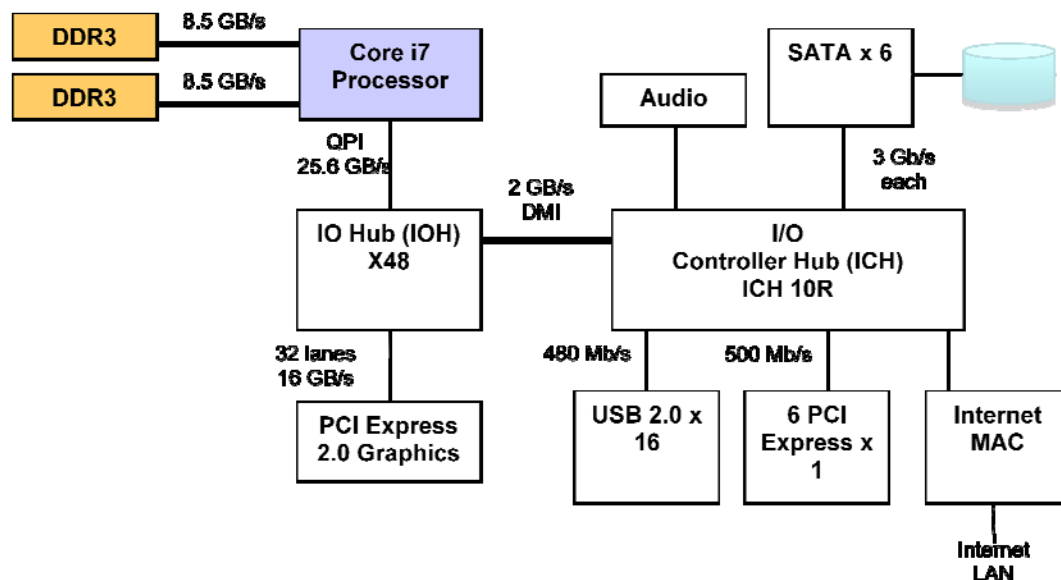 DDR3
8.5 GB/s
DDR3
8.5 GB/s
Core i7
Processor
QPI
25.6 GB/s
IO Hub (IOH)
X48
2 GB/s
DMI
32 lanes
16 GB/s
PCI Express
2.0 Graphics
Audio
SATA x 6
3 Gb/s
each
I/O
Controller Hub (ICH)
ICH 10R
480 Mb/s
500 Mb/s
USB 2.0 x
16
6 PCI
Express x
1
Internet
MAC
Internet
LAN